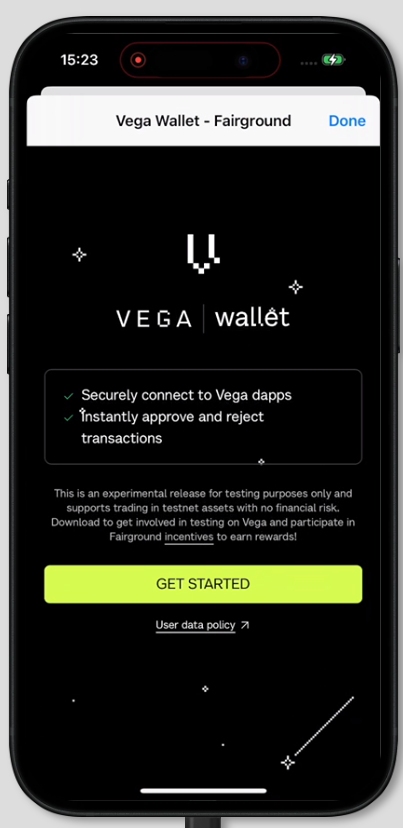 15:23
Vega Wallet - Fairground
Done
VEGA | wallet
Securely connect to Vega dapps
Instantly approve and reject
transactions
This is an experimental release for testing purposes only and
supports trading in testnet assets with no financial risk.
Download to get involved in testing on Vega and participate in
Fairground incentives to earn rewards!
GET STARTED
User data policy ↗